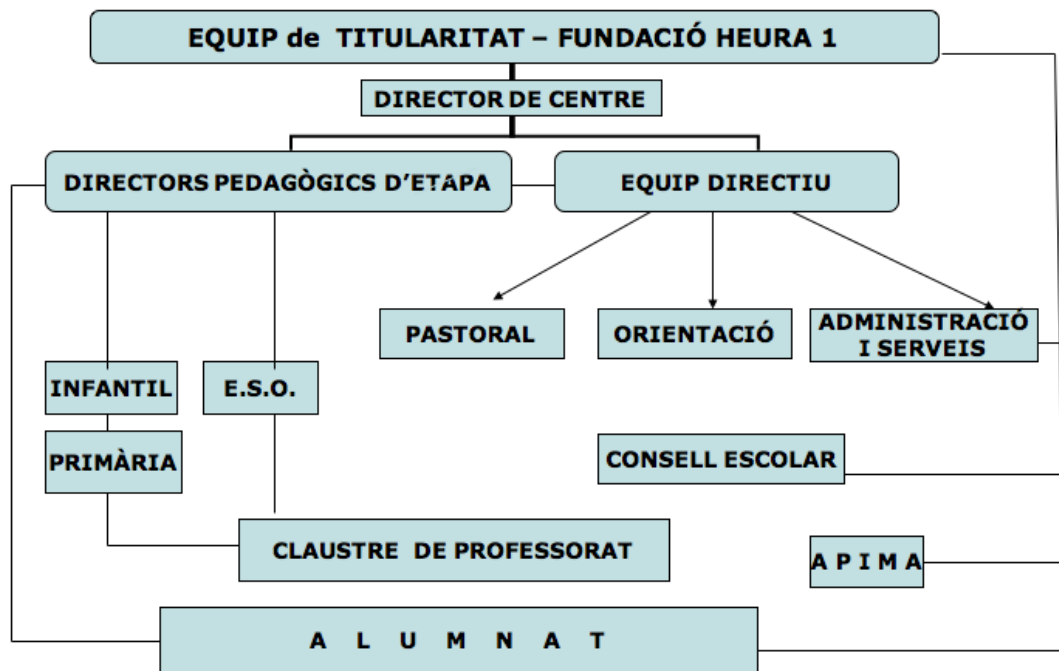 EQUIP de TITULARITAT – FUNDACIÓ HEURA 1
DIRECTOR DE CENTRE
DIRECTORS PEDAGÒGICS D’ETAPA
EQUIP DIRECTIU
PASTORAL
ORIENTACIÓ
ADMINISTRACIÓ
I SERVEIS
INFANTIL
E.S.O.
PRIMÀRIA
CONSELL ESCOLAR
CLAUSTRE DE PROFESSORAT
A P I M A
A L U M N A T